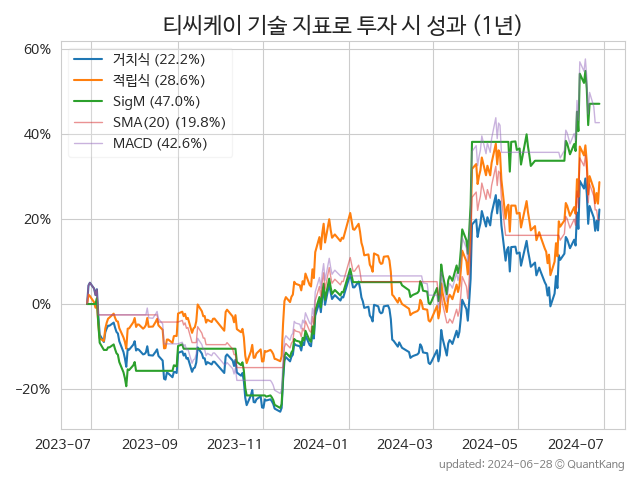 티씨케이 기술 지표로 투자 시 성과 (1년)
거치식 (22.2%)
적립식 (28.6%)
SigM (47.0%)
SMA(20) (19.8%)
MACD (42.6%)
60%
40%
20%
0%
−20%
2023-07 2023-09 2023-11 2024-01 2024-03 2024-05 2024-07
updated: 2024-06-28 © QuantKang